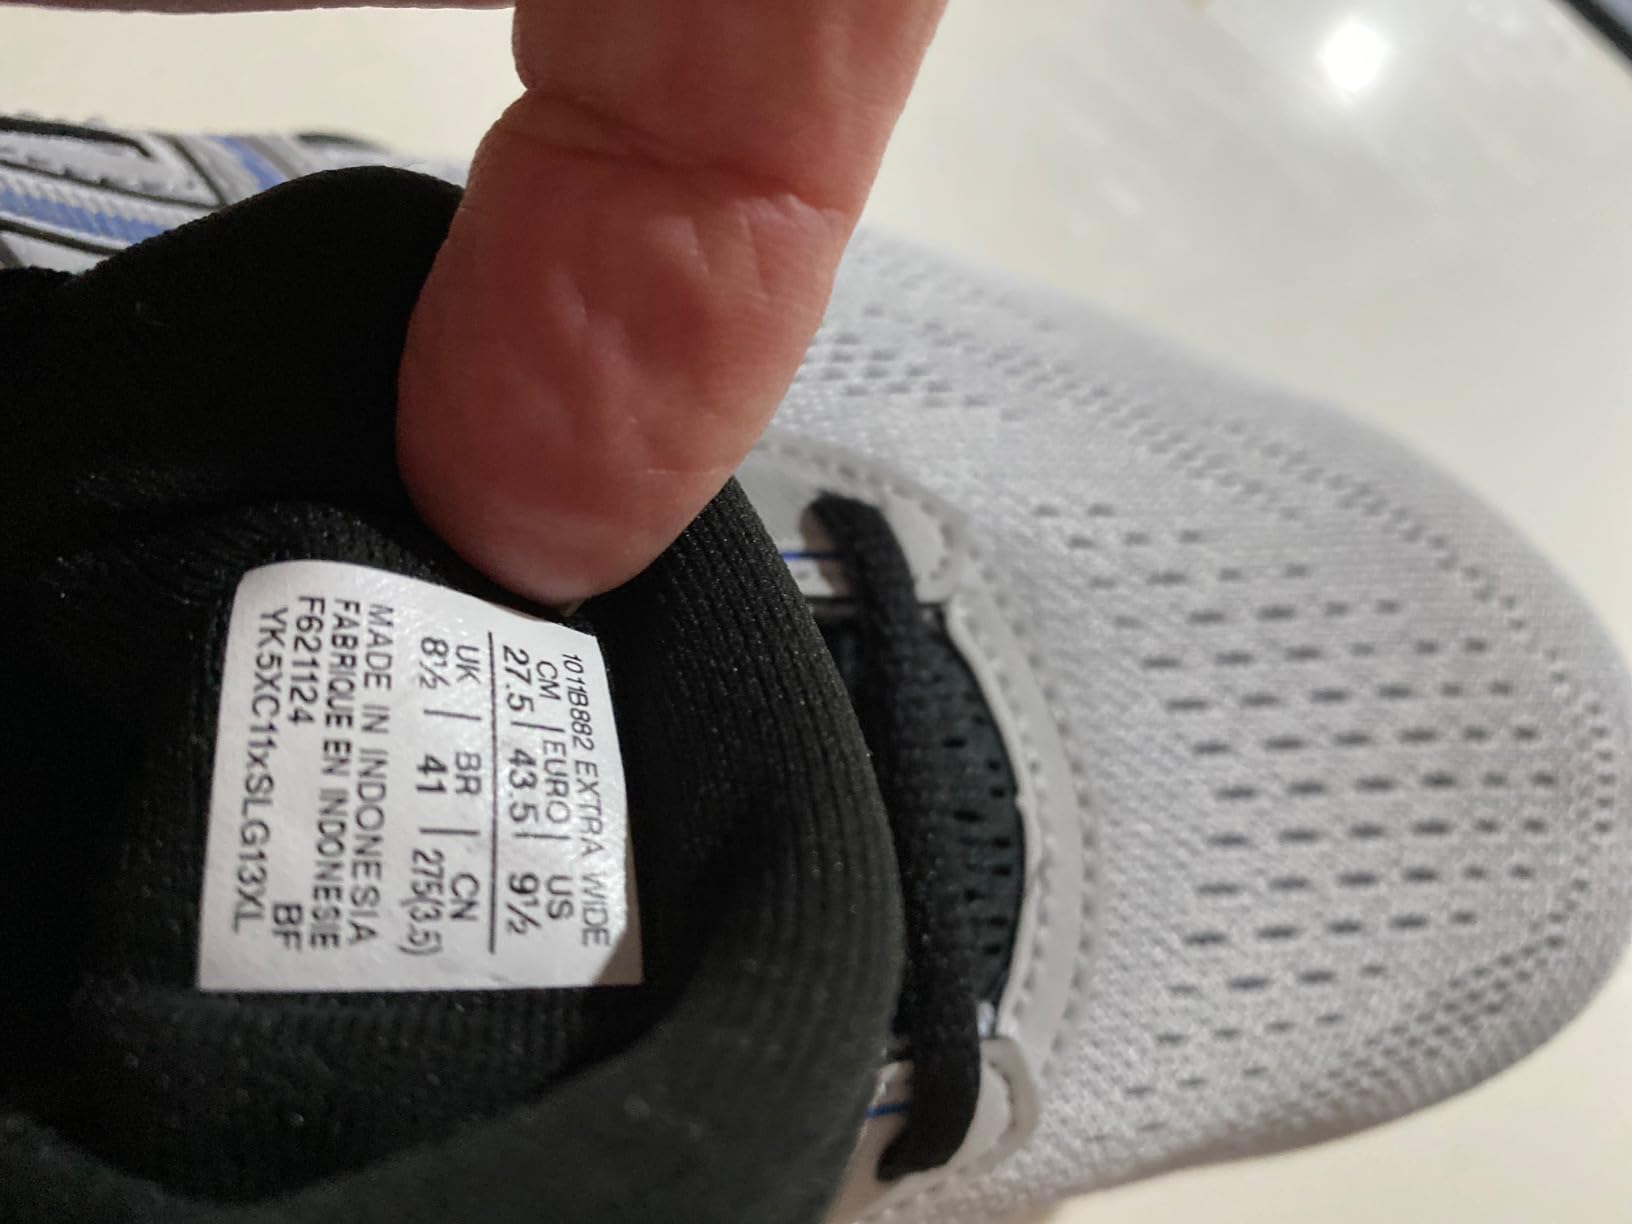 1011B882 EXTRA WIDE
CM | EURO | US
27.5 | 43.5 | 9½
UK | BR | CN
8½ | 41 | 275(3.5)
MADE IN INDONESIA
FABRIQUE EN INDONESIE
F621124 BF
YK5XC11xSLG13XL